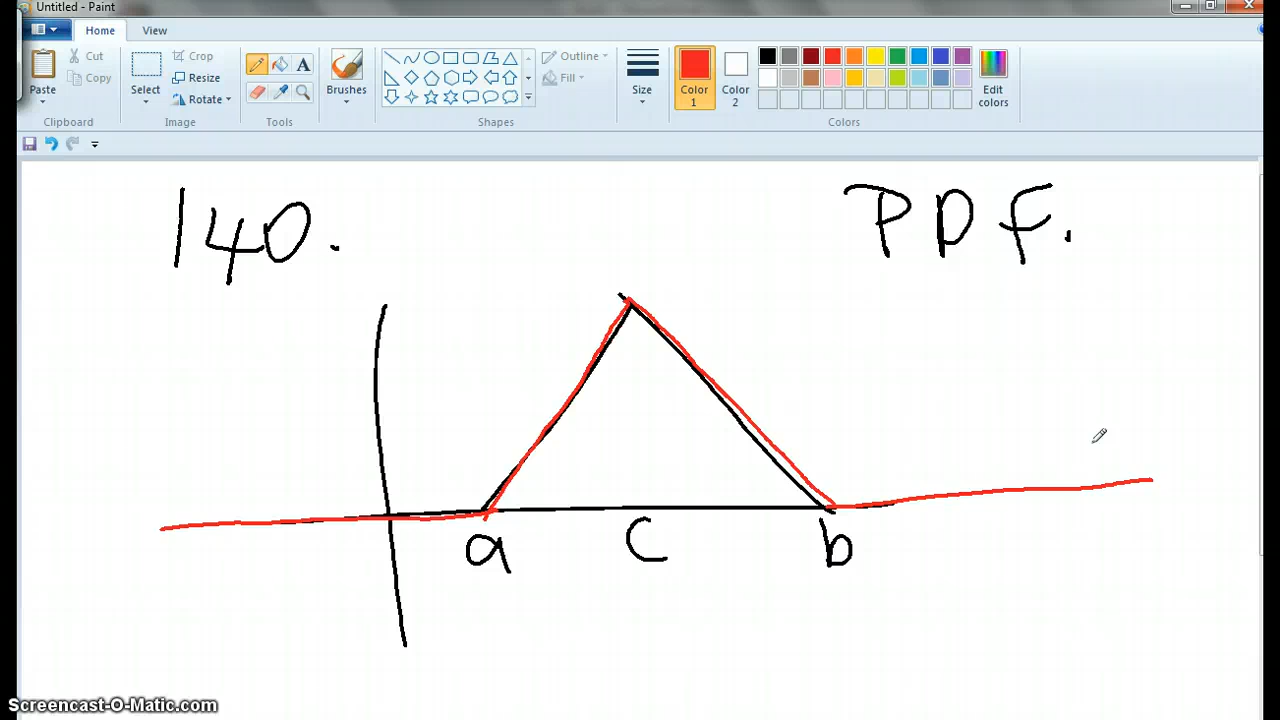 Untitled - Paint
Home View
Paste
Cut
Copy
Clipboard
Select
Crop
Resize
Rotate
Image
A
Tools
Brushes
Outline
Fill
Shapes
Size
Color 1
Color 2
Edit colors
Colors
140. PDF.
a c b
Screencast-O-Matic.com